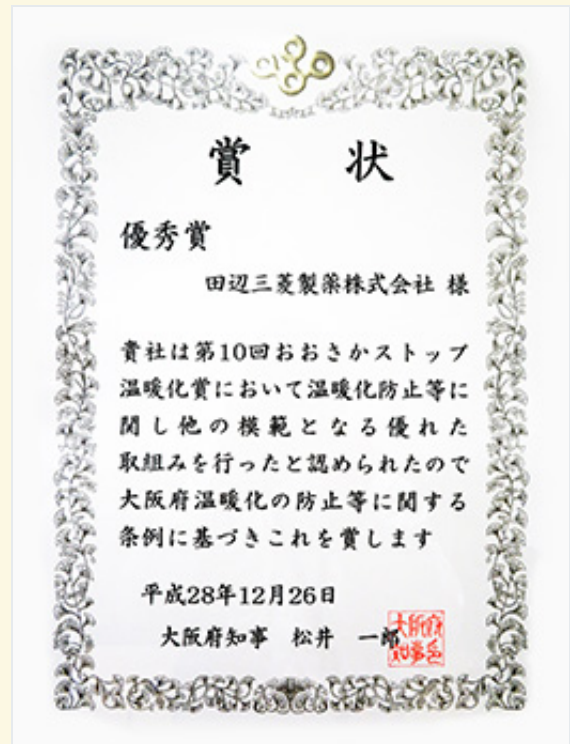 賞 状
優秀賞
田辺三菱製薬株式会社 様
貴社は第10回おおさかストップ
温暖化賞において温暖化防止等に
関し他の模範となる優れた
取組みを行ったと認められたので
大阪府温暖化の防止等に関する
条例に基づきこれを賞します
平成28年12月26日
大阪府知事 松井 一郎